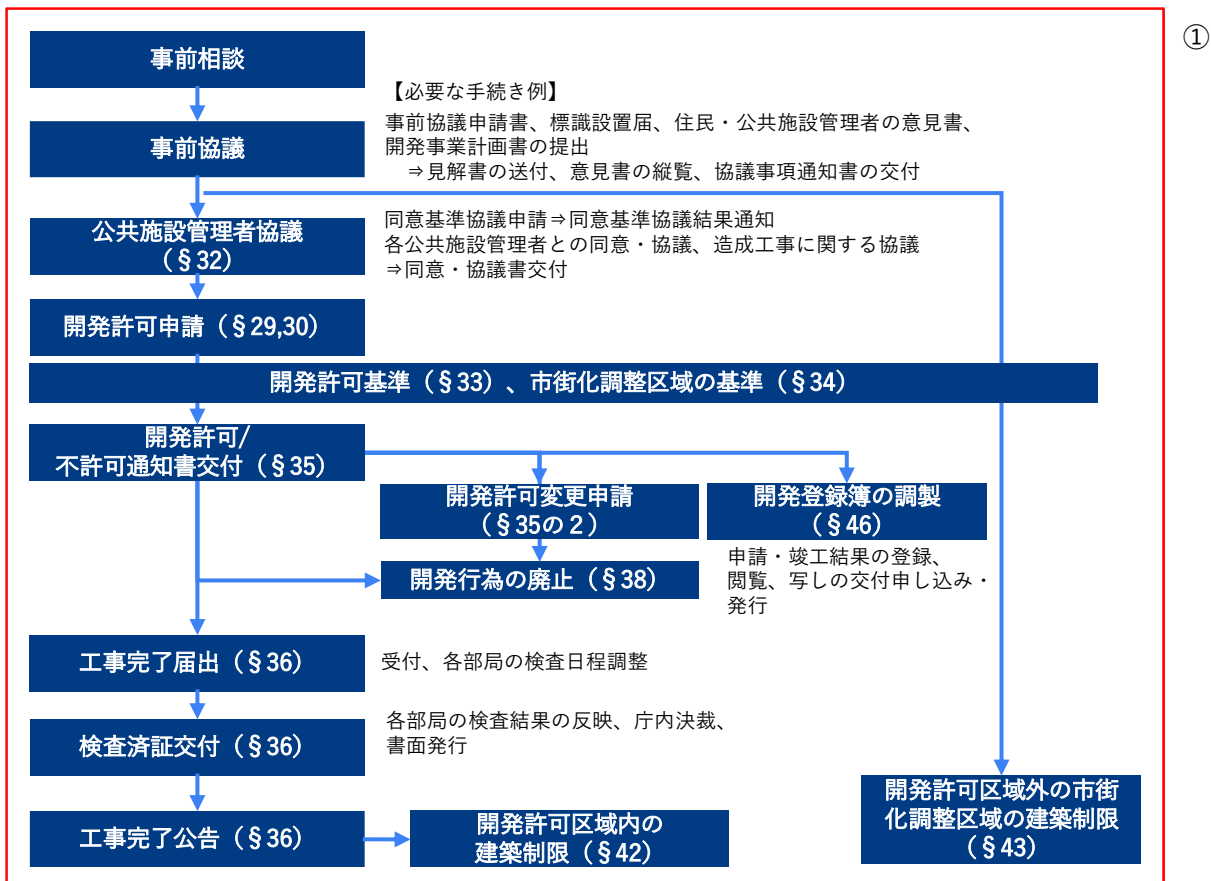 ①
事前相談
【必要な手続き例】
事前協議
事前協議申請書、標識設置届、住民・公共施設管理者の意見書、
開発事業計画書の提出
⇒見解書の送付、意見書の縦覧、協議事項通知書の交付
公共施設管理者協議
（§32）
同意基準協議申請⇒同意基準協議結果通知
各公共施設管理者との同意・協議、造成工事に関する協議
⇒同意・協議書交付
開発許可申請（§29,30）
開発許可基準（§33）、市街化調整区域の基準（§34）
開発許可/
不許可通知書交付（§35）
開発許可変更申請
（§35の２）
開発登録簿の調製
（§46）
申請・竣工結果の登録、
閲覧、写しの交付申し込み・
発行
開発行為の廃止（§38）
工事完了届出（§36）
受付、各部局の検査日程調整
検査済証交付（§36）
各部局の検査結果の反映、庁内決裁、
書面発行
工事完了公告（§36）
開発許可区域内の
建築制限（§42）
開発許可区域外の市街
化調整区域の建築制限
（§43）